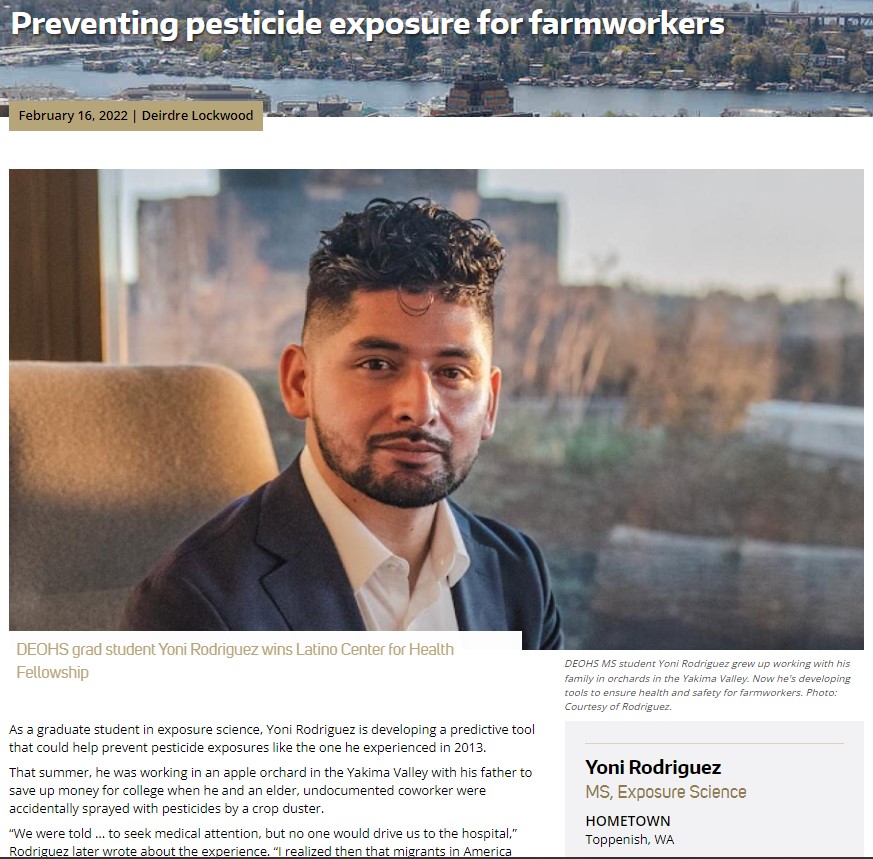 Preventing pesticide exposure for farmworkers
February 16, 2022 | Deirdre Lockwood
DEOHS grad student Yoni Rodriguez wins Latino Center for Health
Fellowship
DEOHS MS student Yoni Rodriguez grew up working with his
family in orchards in the Yakima Valley. Now he's developing
tools to ensure health and safety for farmworkers. Photo:
Courtesy of Rodriguez.
As a graduate student in exposure science, Yoni Rodriguez is developing a predictive tool
that could help prevent pesticide exposures like the one he experienced in 2013.
That summer, he was working in an apple orchard in the Yakima Valley with his father to
save up money for college when he and an elder, undocumented coworker were
accidentally sprayed with pesticides by a crop duster.
“We were told ... to seek medical attention, but no one would drive us to the hospital,”
Rodriguez later wrote about the experience. “I realized then that migrants in America
Yoni Rodriguez
MS, Exposure Science
HOMETOWN
Toppenish, WA